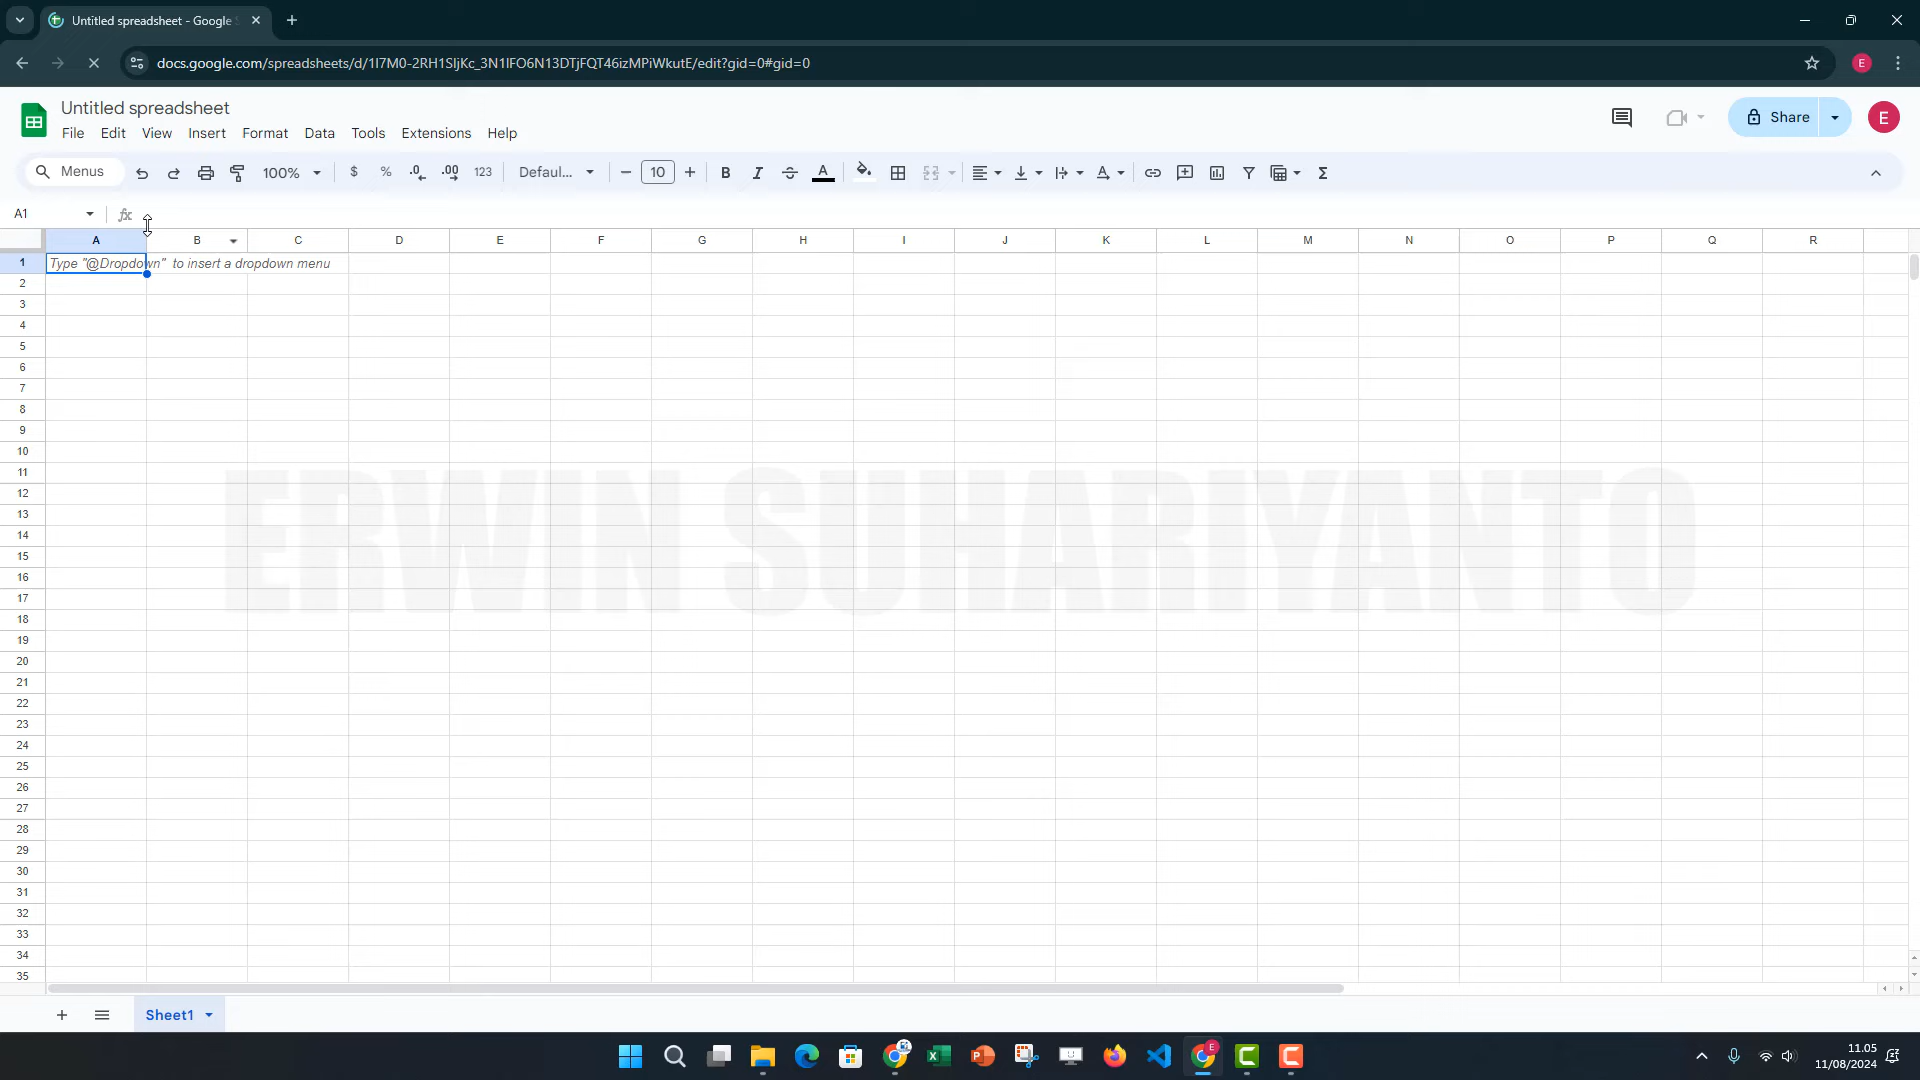 Untitled spreadsheet - Google S
docs.google.com/spreadsheets/d/1I7M0-2RH1SIjKc_3N1IFO6N13DTjFQT46izMPiWkutE/edit?gid=0#gid=0
E
Untitled spreadsheet
File Edit View Insert Format Data Tools Extensions Help
Share
E
Menus 100% $ % .0 .00 123 Defaul... 10 B I A A Σ
A1 fx
A B C D E F G H I J K L M N O P Q R
1 Type "@Dropdown" to insert a dropdown menu
2
3
4
5
6
7
8
9
10
11
12
13
14
15
16
17
18
19
20
21
22
23
24
25
26
27
28
29
30
31
32
33
34
35
ERWIN SUHARIYANTO
Sheet1
11.05
11/08/2024